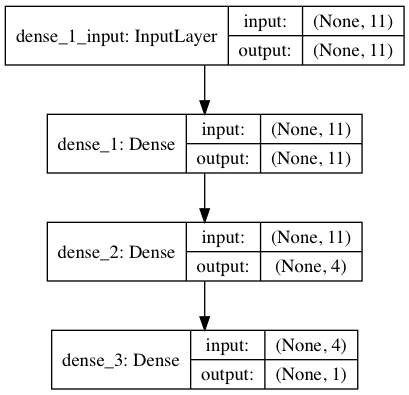 dense_1_input: InputLayer
input: (None, 11)
output: (None, 11)
dense_1: Dense
input: (None, 11)
output: (None, 11)
dense_2: Dense
input: (None, 11)
output: (None, 4)
dense_3: Dense
input: (None, 4)
output: (None, 1)